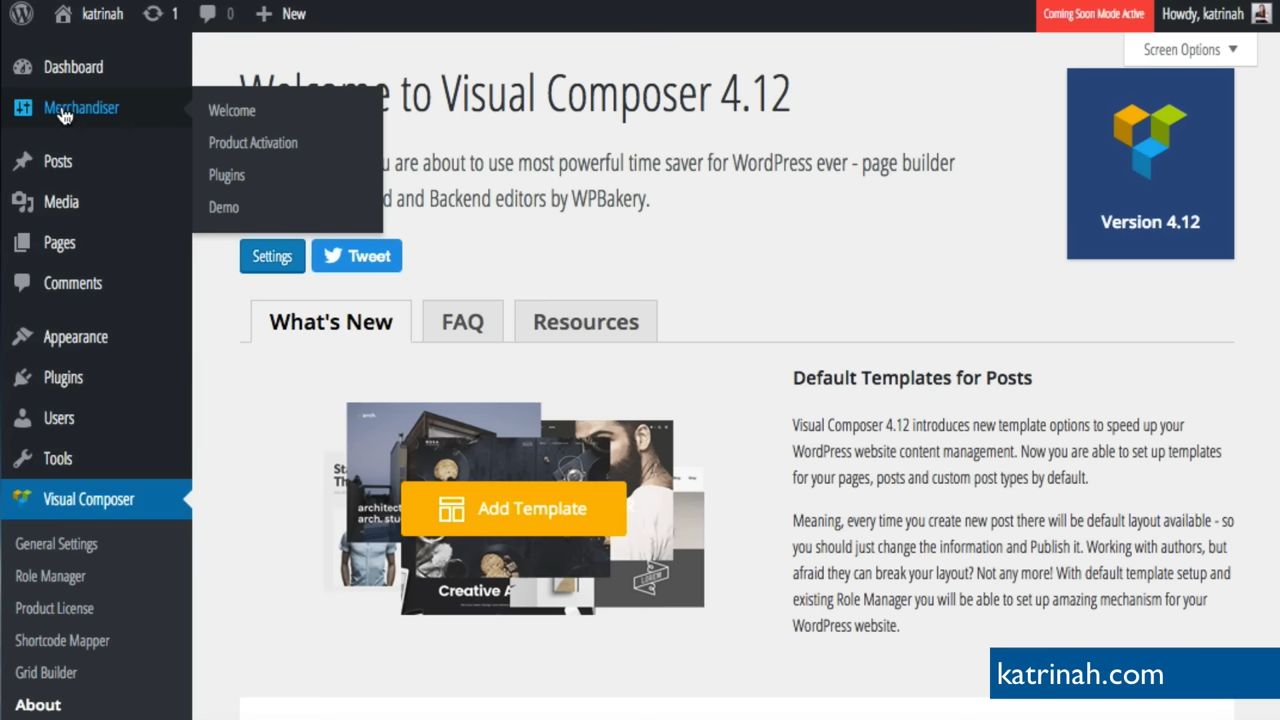 katrinah
1
0
New
Coming Soon Mode Active
Howdy, katrinah
Screen Options
Dashboard
Merchandiser
Posts
Media
Pages
Comments
Appearance
Plugins
Users
Tools
Visual Composer
General Settings
Role Manager
Product License
Shortcode Mapper
Grid Builder
About
Welcome
Product Activation
Plugins
Demo
Welcome to Visual Composer 4.12
u are about to use most powerful time saver for WordPress ever - page builder
d and Backend editors by WPBakery.
Settings
Tweet
Version 4.12
What's New
FAQ
Resources
arch.
architect
arch. stu
Add Template
Creative A
LOREM
Default Templates for Posts
Visual Composer 4.12 introduces new template options to speed up your
WordPress website content management. Now you are able to set up templates
for your pages, posts and custom post types by default.
Meaning, every time you create new post there will be default layout available - so
you should just change the information and Publish it. Working with authors, but
afraid they can break your layout? Not any more! With default template setup and
existing Role Manager you will be able to set up amazing mechanism for your
WordPress website.
katrinah.com